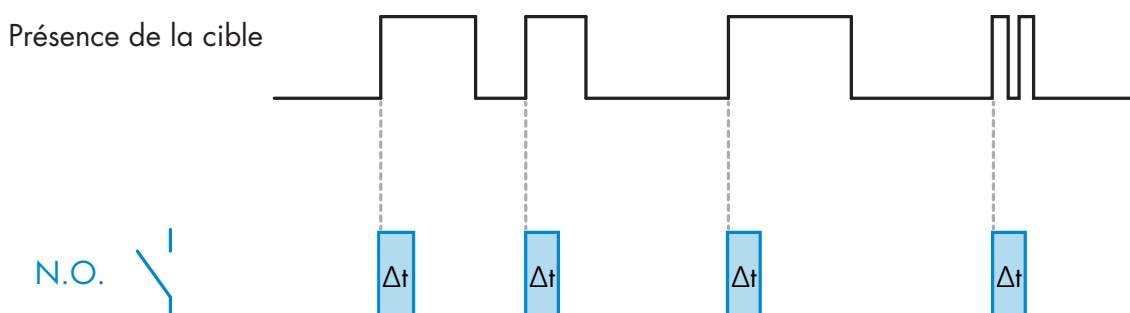 Présence de la cible
N.O. Δt Δt Δt Δt